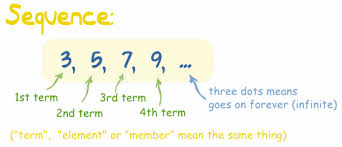 Sequence:
3, 5, 7, 9, ...
1st term
2nd term
3rd term
4th term
three dots means
goes on forever (infinite)
("term", "element" or "member" mean the same thing)